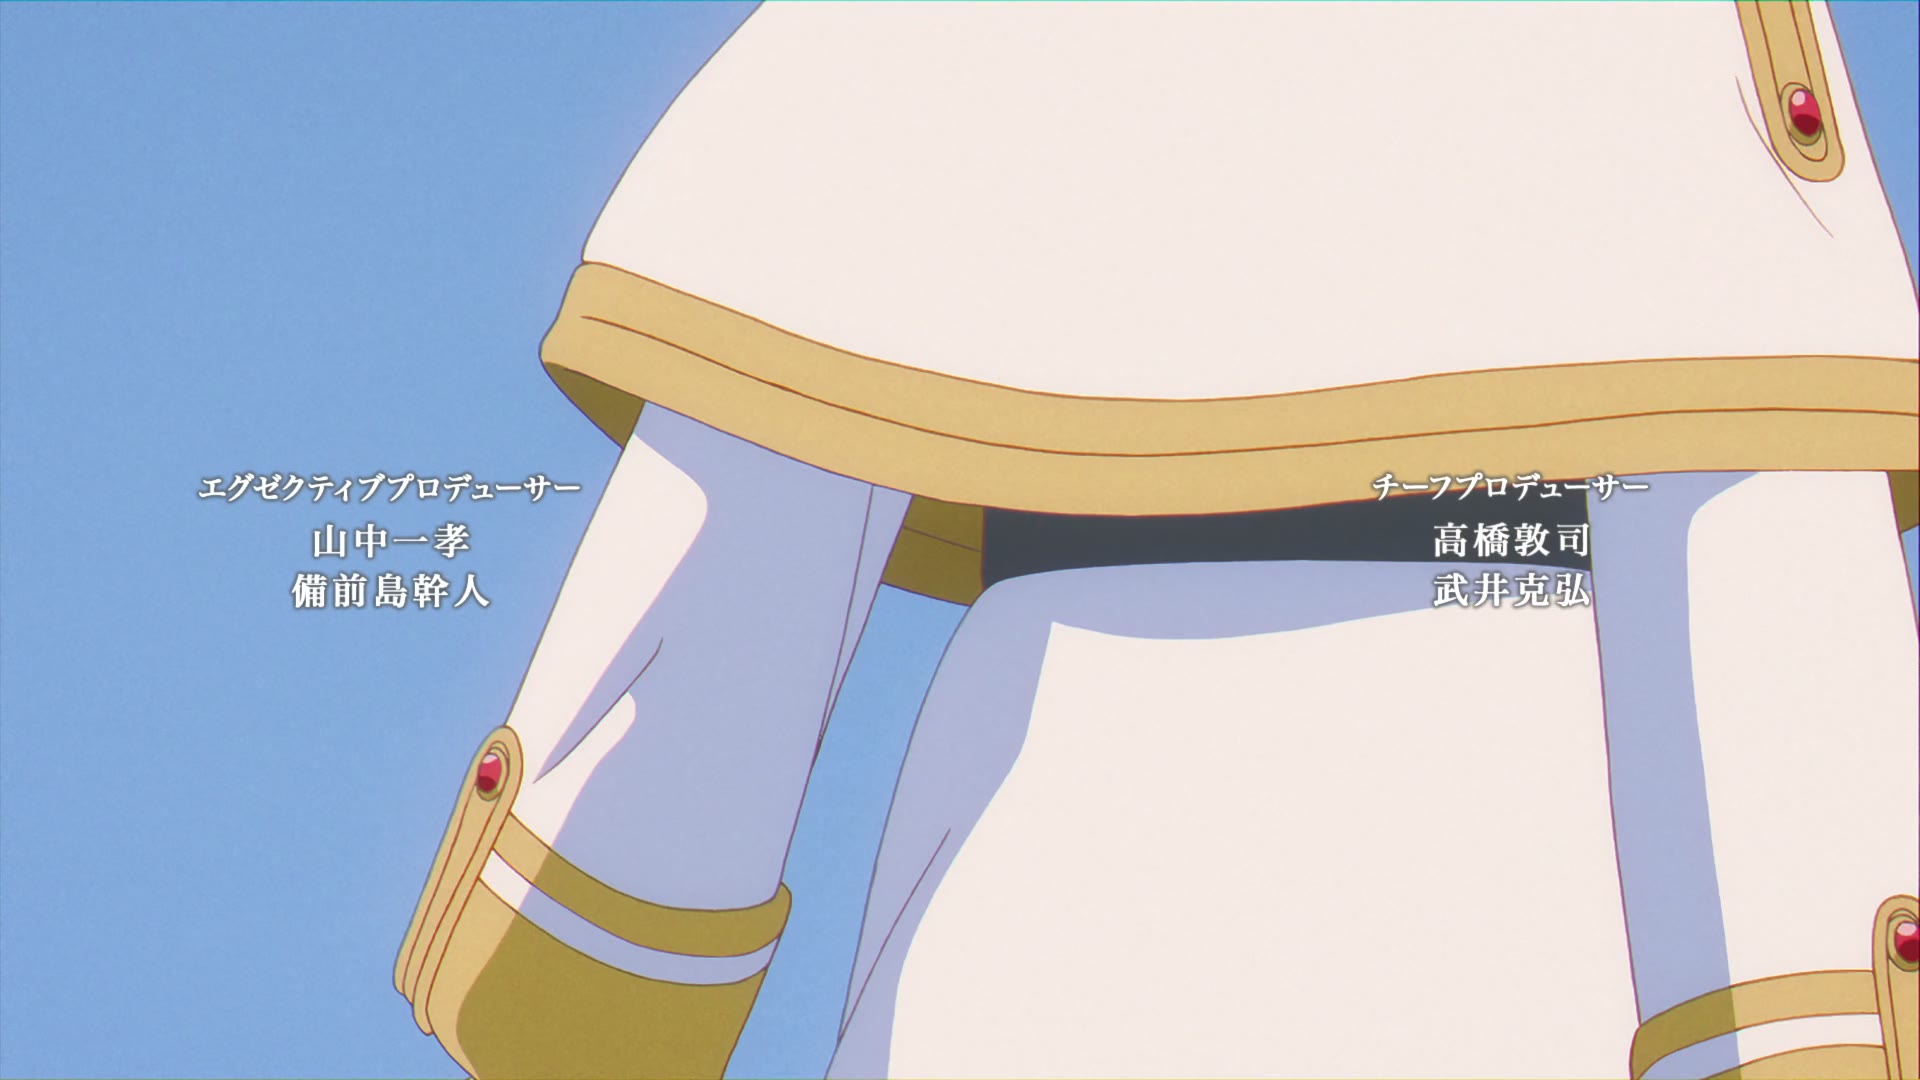 エグゼクティブプロデューサー
山中一孝
備前島幹人
チーフプロデューサー
高橋敦司
武井克弘